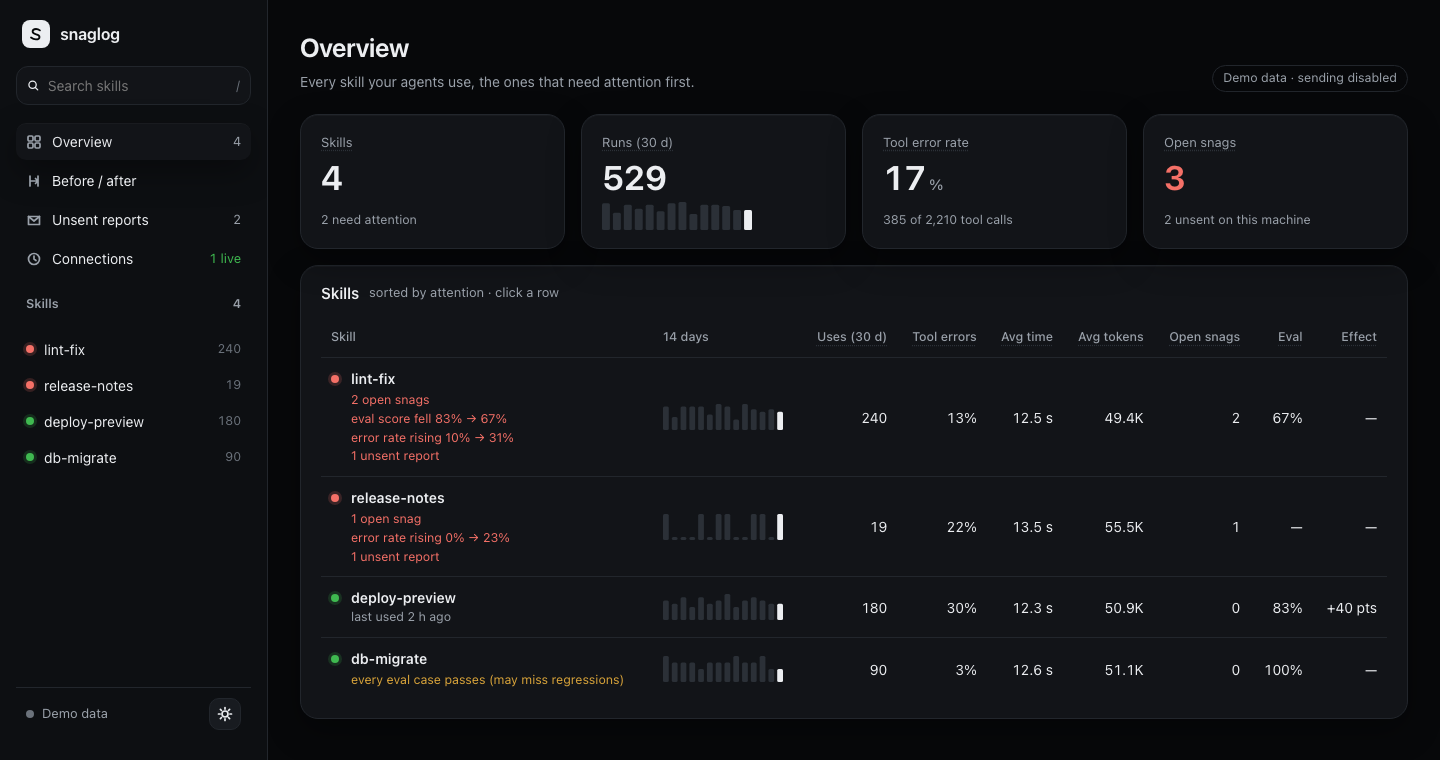 S snaglog
Search skills /
Overview 4
Before / after
Unsent reports 2
Connections 1 live
Skills 4
lint-fix 240
release-notes 19
deploy-preview 180
db-migrate 90
Demo data
Overview
Every skill your agents use, the ones that need attention first.
Demo data · sending disabled
Skills
4
2 need attention
Runs (30 d)
529
Tool error rate
17 %
385 of 2,210 tool calls
Open snags
3
2 unsent on this machine
Skills sorted by attention · click a row
Skill 14 days Uses (30 d) Tool errors Avg time Avg tokens Open snags Eval Effect
lint-fix
2 open snags
eval score fell 83% → 67%
error rate rising 10% → 31%
1 unsent report
240 13% 12.5 s 49.4K 2 67% —
release-notes
1 open snag
error rate rising 0% → 23%
1 unsent report
19 22% 13.5 s 55.5K 1 — —
deploy-preview
last used 2 h ago
180 30% 12.3 s 50.9K 0 83% +40 pts
db-migrate
every eval case passes (may miss regressions)
90 3% 12.6 s 51.1K 0 100% —